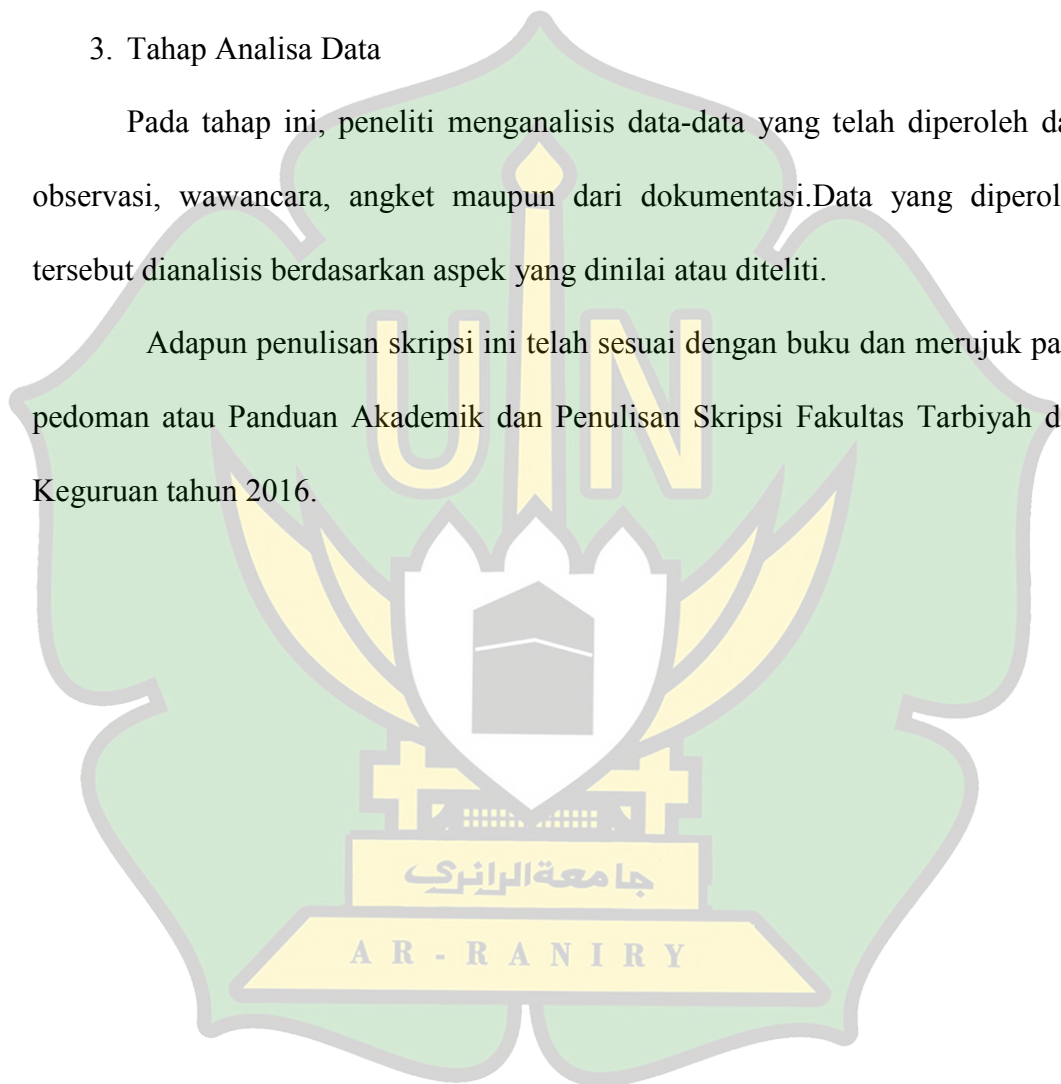 3. Tahap Analisa Data
Pada tahap ini, peneliti menganalisis data-data yang telah diperoleh da
observasi, wawancara, angket maupun dari dokumentasi.Data yang diperol
tersebut dianalisis berdasarkan aspek yang dinilai atau diteliti.
Adapun penulisan skripsi ini telah sesuai dengan buku dan merujuk pa
pedoman atau Panduan Akademik dan Penulisan Skripsi Fakultas Tarbiyah d
Keguruan tahun 2016.
UIN
جامعةالرانرك
AR-RANIRY